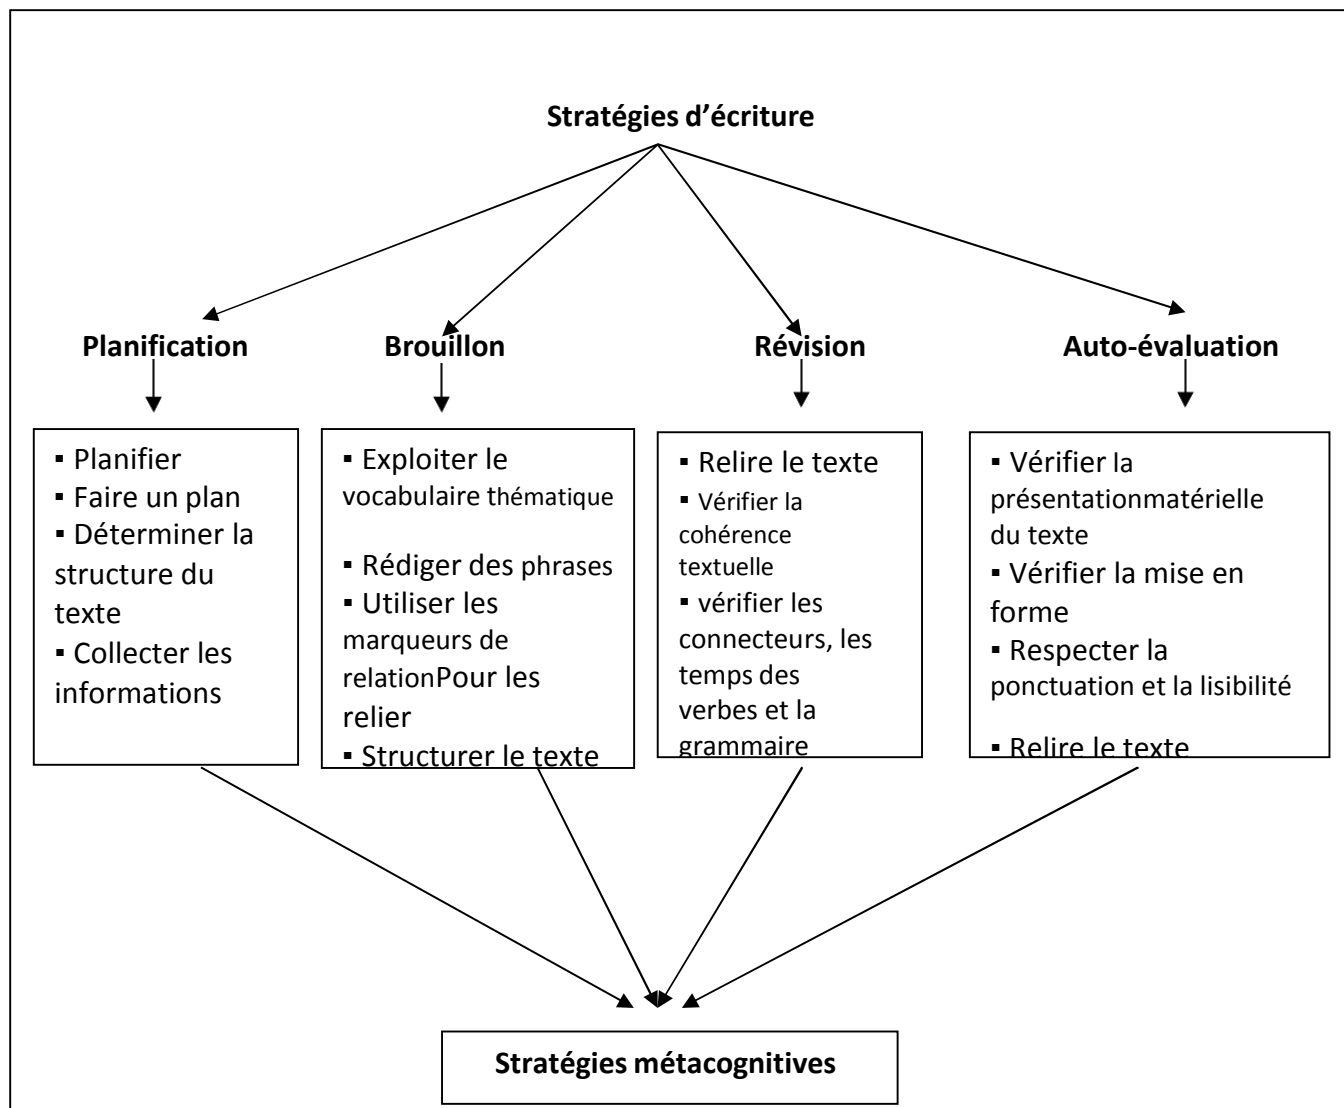 Stratégies d’écriture
Planification
Brouillon
Révision
Auto-évaluation
▪ Planifier
▪ Faire un plan
▪ Déterminer la
structure du
texte
▪ Collecter les
informations
▪ Exploiter le
vocabulaire thématique
▪ Rédiger des phrases
▪ Utiliser les
marqueurs de
relationPour les
relier
▪ Structurer le texte
▪ Relire le texte
▪ Vérifier la
cohérence
textuelle
▪ vérifier les
connecteurs, les
temps des
verbes et la
grammaire
▪ Vérifier la
présentationmatérielle
du texte
▪ Vérifier la mise en
forme
▪ Respecter la
ponctuation et la lisibilité
▪ Relire le texte
Stratégies métacognitives